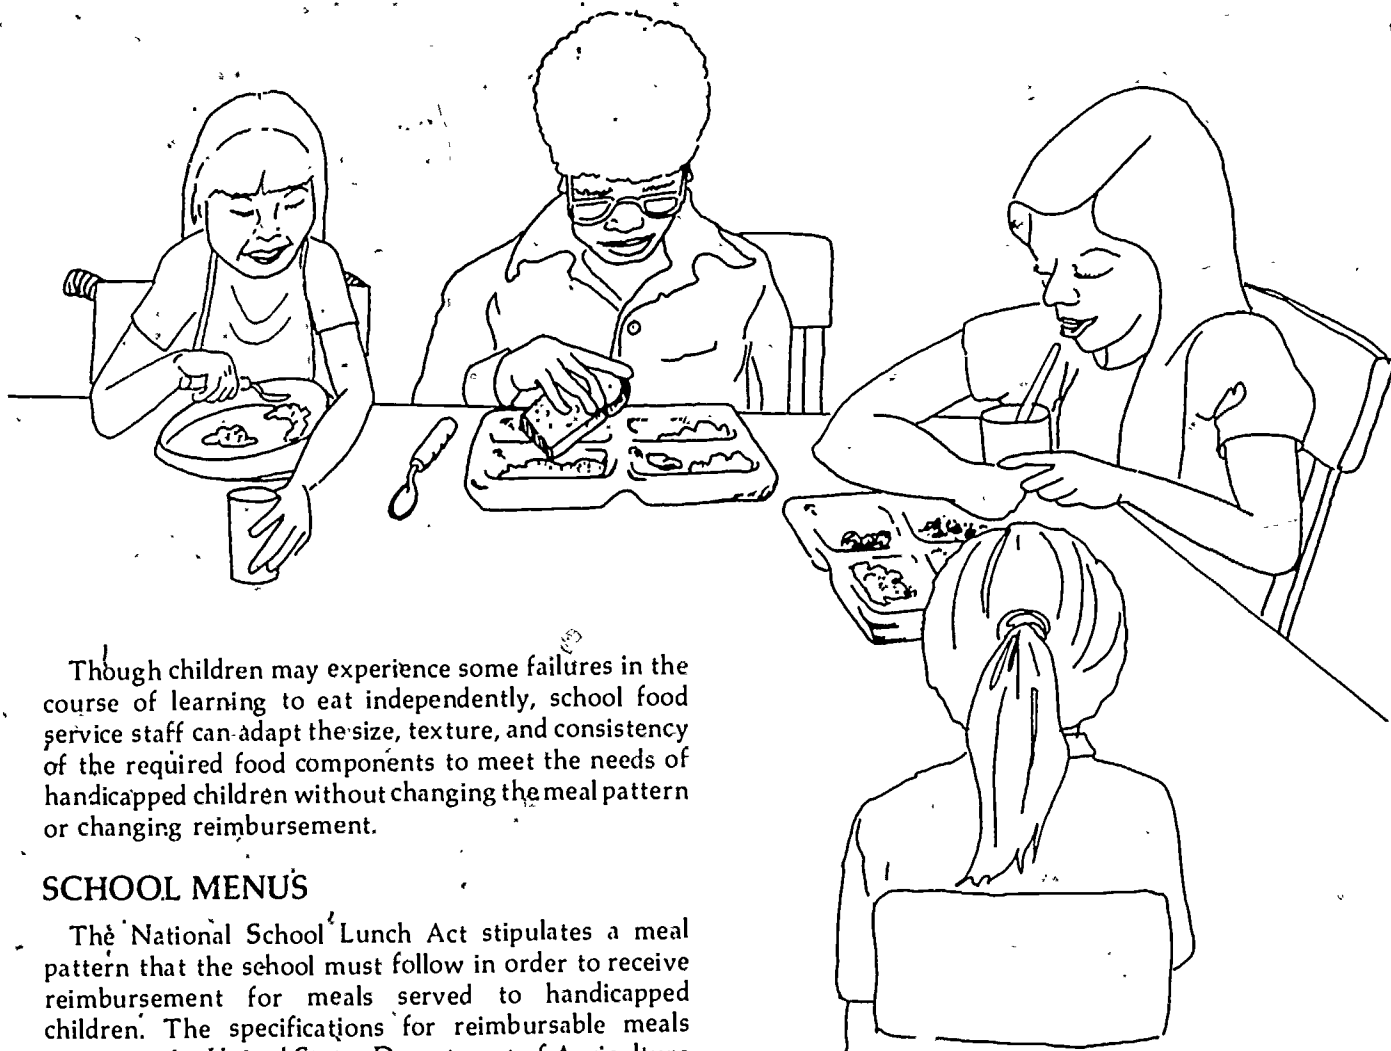 Though children may experience some failures in the
course of learning to eat independently, school food
service staff can adapt the size, texture, and consistency
of the required food components to meet the needs of
handicapped children without changing the meal pattern
or changing reimbursement.
SCHOOL MENUS
The National School Lunch Act stipulates a meal
pattern that the school must follow in order to receive
reimbursement for meals served to handicapped
children. The specifications for reimbursable meals
Department of Agriculture